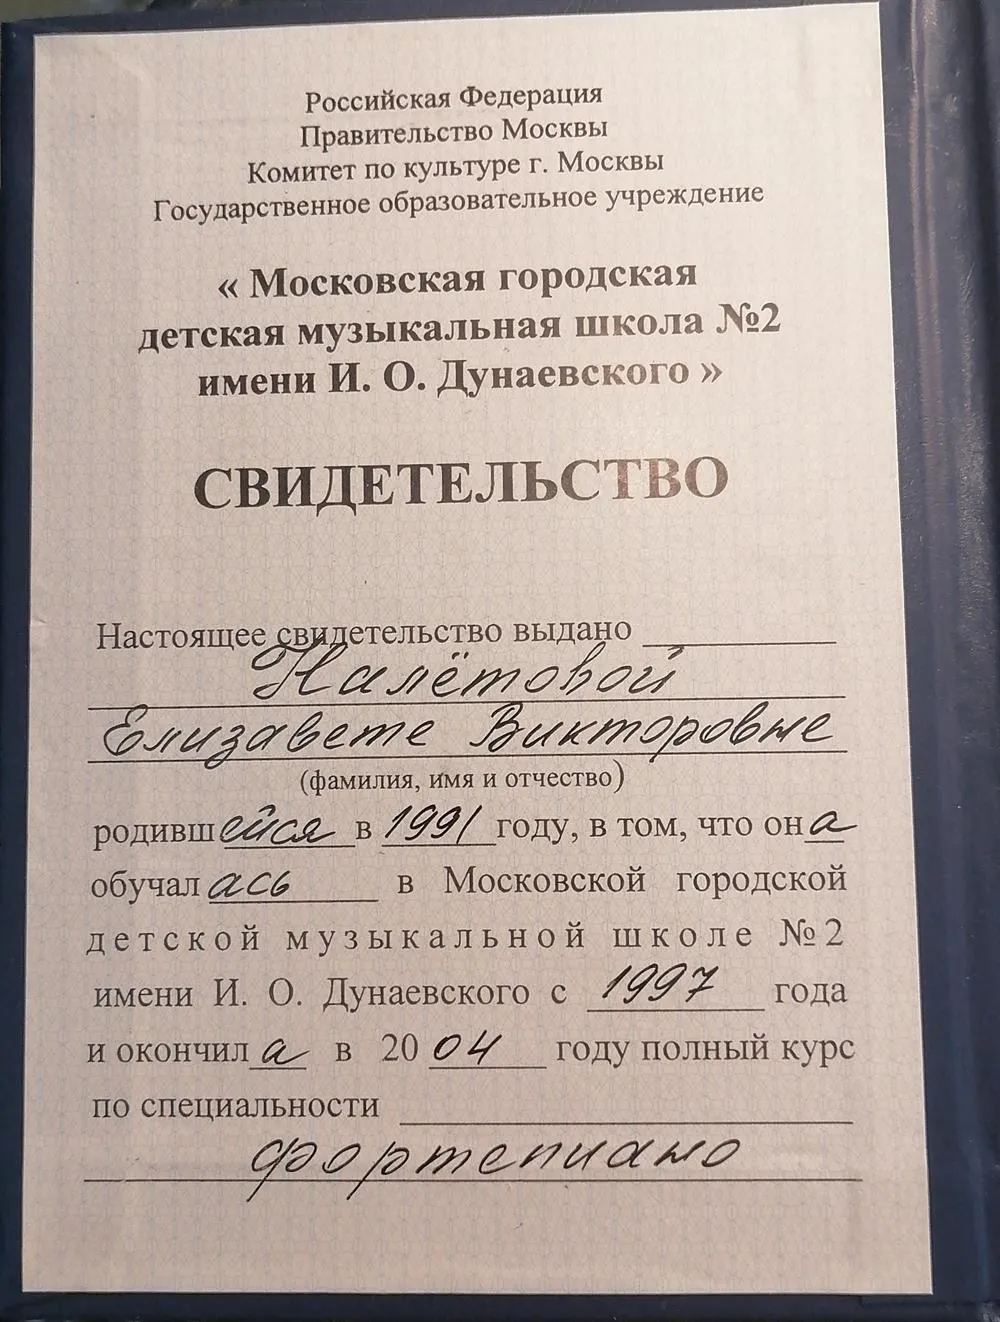 Российская Федерация
Правительство Москвы
Комитет по культуре г. Москвы
Государственное образовательное учреждение
« Московская городская
детская музыкальная школа №2
имени И. О. Дунаевского »
СВИДЕТЕЛЬСТВО
Настоящее свидетельство выдано
Налётовой
Елизавете Викторовне
(фамилия, имя и отчество)
родившейся в 1991 году, в том, что она
обучалась в Московской городской
детской музыкальной школе №2
имени И. О. Дунаевского с 1997 года
и окончила в 2004 году полный курс
по специальности
фортепиано